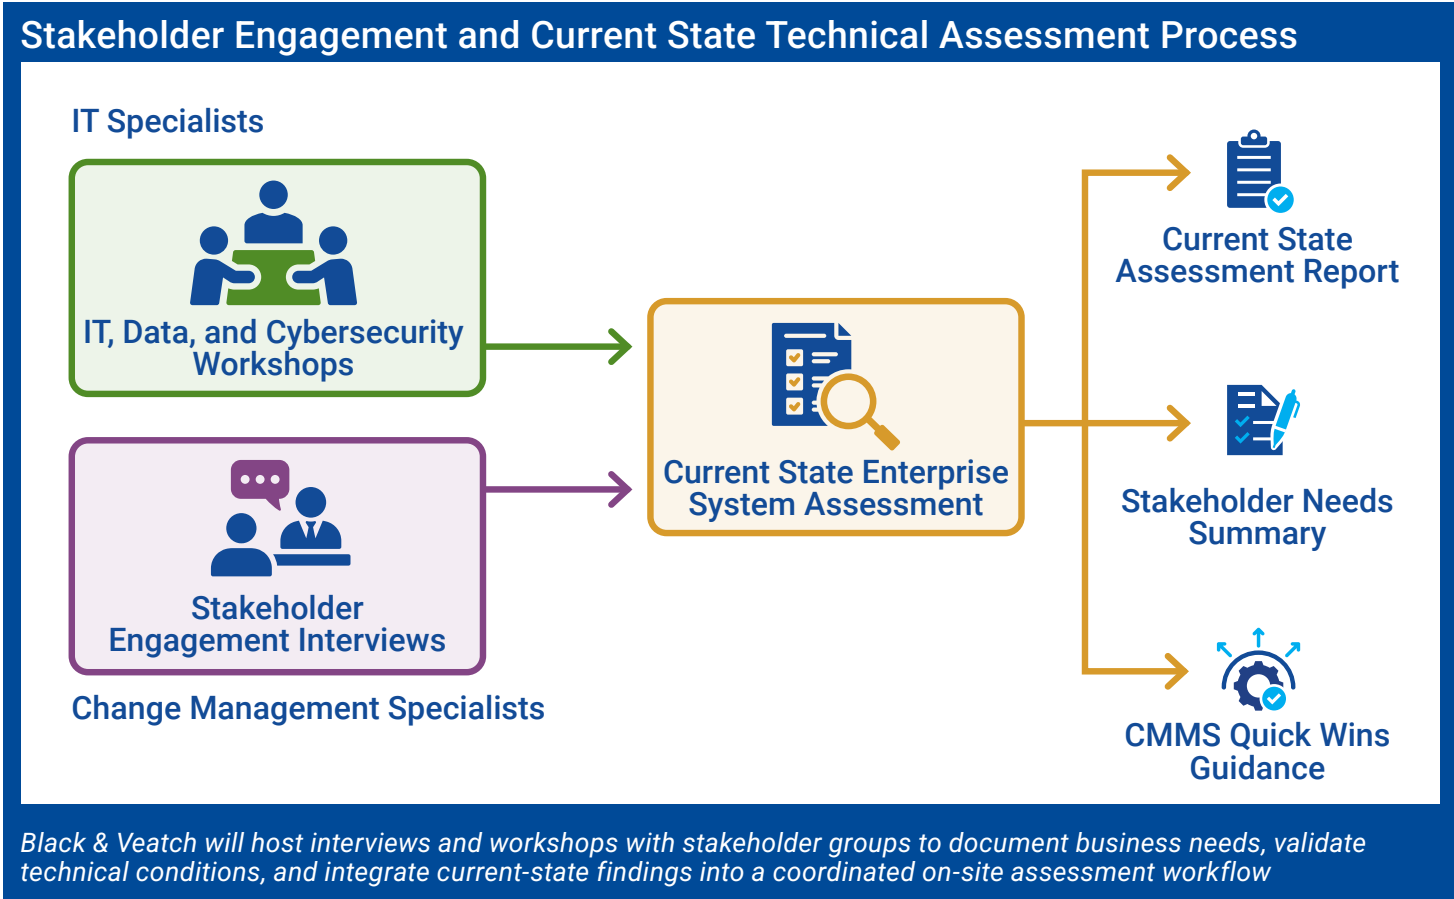 Stakeholder Engagement and Current State Technical Assessment Process
IT Specialists
IT, Data, and Cybersecurity
Workshops
Stakeholder
Engagement Interviews
Change Management Specialists
Current State Enterprise
System Assessment
Current State
Assessment Report
Stakeholder Needs
Summary
CMMS Quick Wins
Guidance
Black & Veatch will host interviews and workshops with stakeholder groups to document business needs, validate
technical conditions, and integrate current-state findings into a coordinated on-site assessment workflow